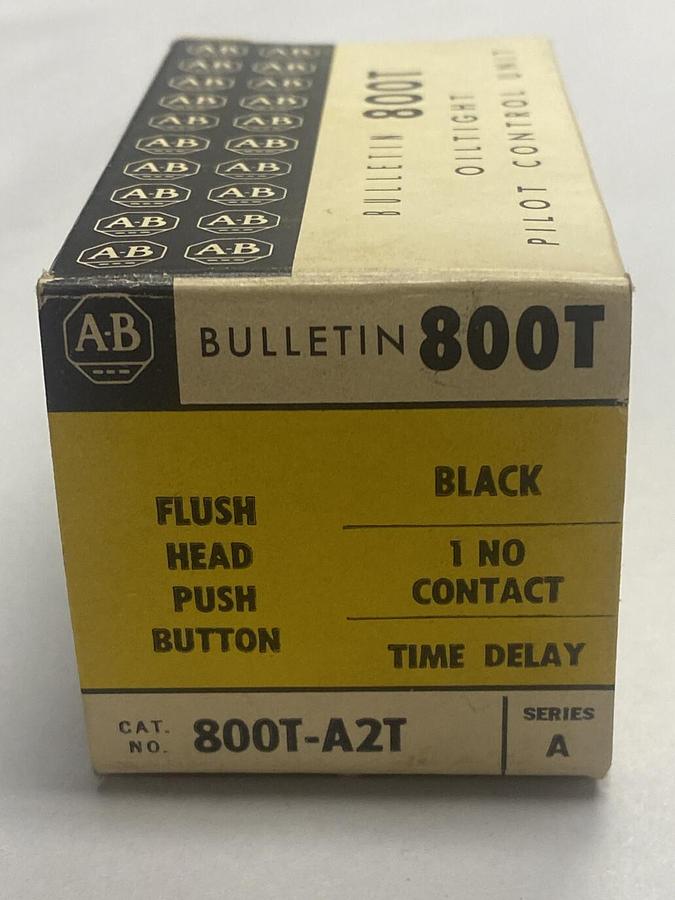 A-B A-B
A-B A-B
A-B A-B
A-B A-B
A-B A-B
A-B A-B
A-B A-B
A-B A-B
A-B A-B
A-B A-B
BULLETIN 800T
OILTIGHT
PILOT CONTROL UNIT
A-B
BULLETIN 800T
FLUSH
HEAD
PUSH
BUTTON
BLACK
1 NO
CONTACT
TIME DELAY
CAT.
NO. 800T-A2T
SERIES
A